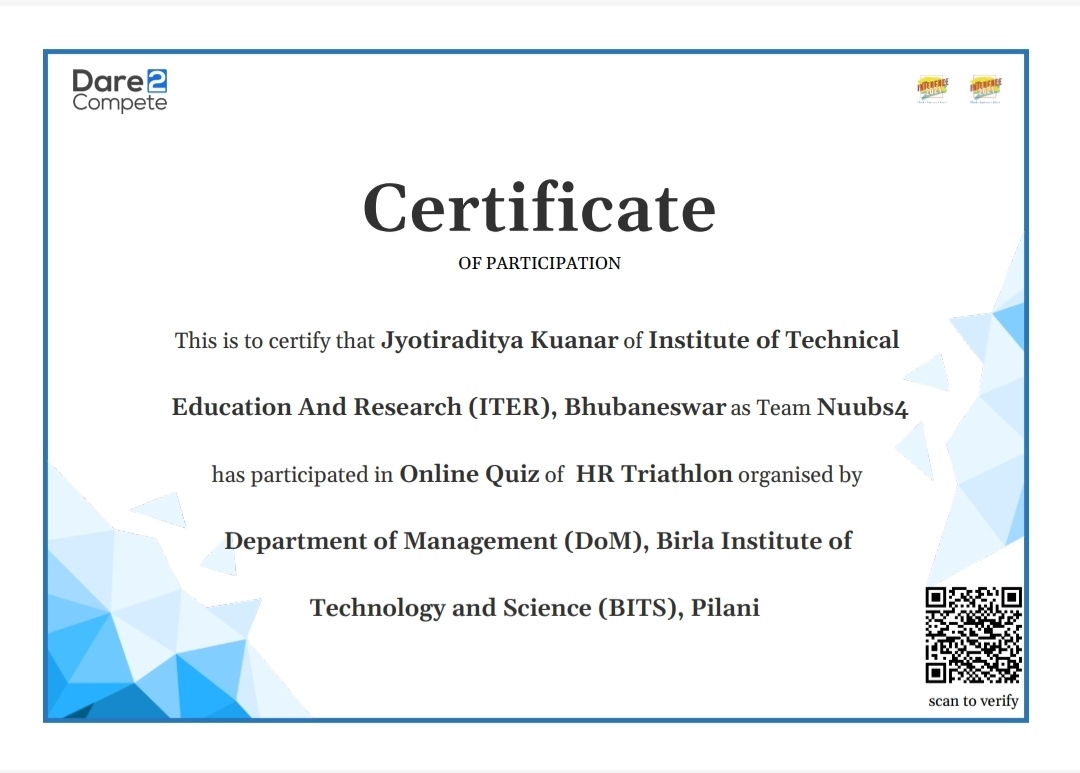 Dare2
Compete
INTERFACE
INTERFACE
Certificate
OF PARTICIPATION
This is to certify that Jyotiraditya Kuanar of Institute of Technical
Education And Research (ITER), Bhubaneswar as Team Nuubs4
has participated in Online Quiz of HR Triathlon organised by
Department of Management (DoM), Birla Institute of
Technology and Science (BITS), Pilani
scan to verify